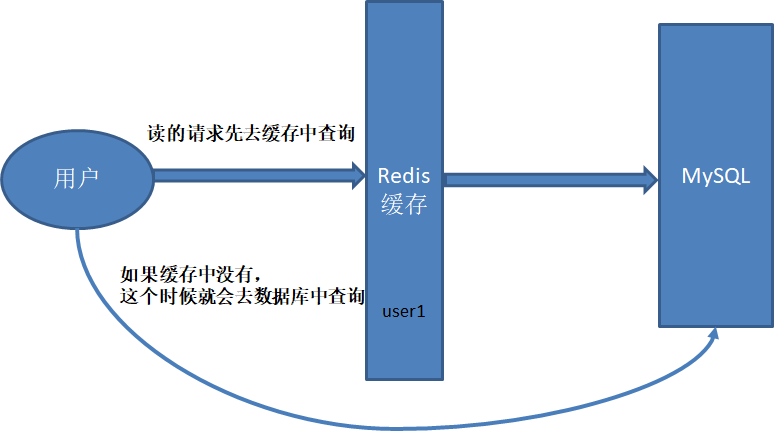 读的请求先去缓存中查询
用户
Redis
缓存
MySQL
如果缓存中没有，
这个时候就会去数据库中查询
user1